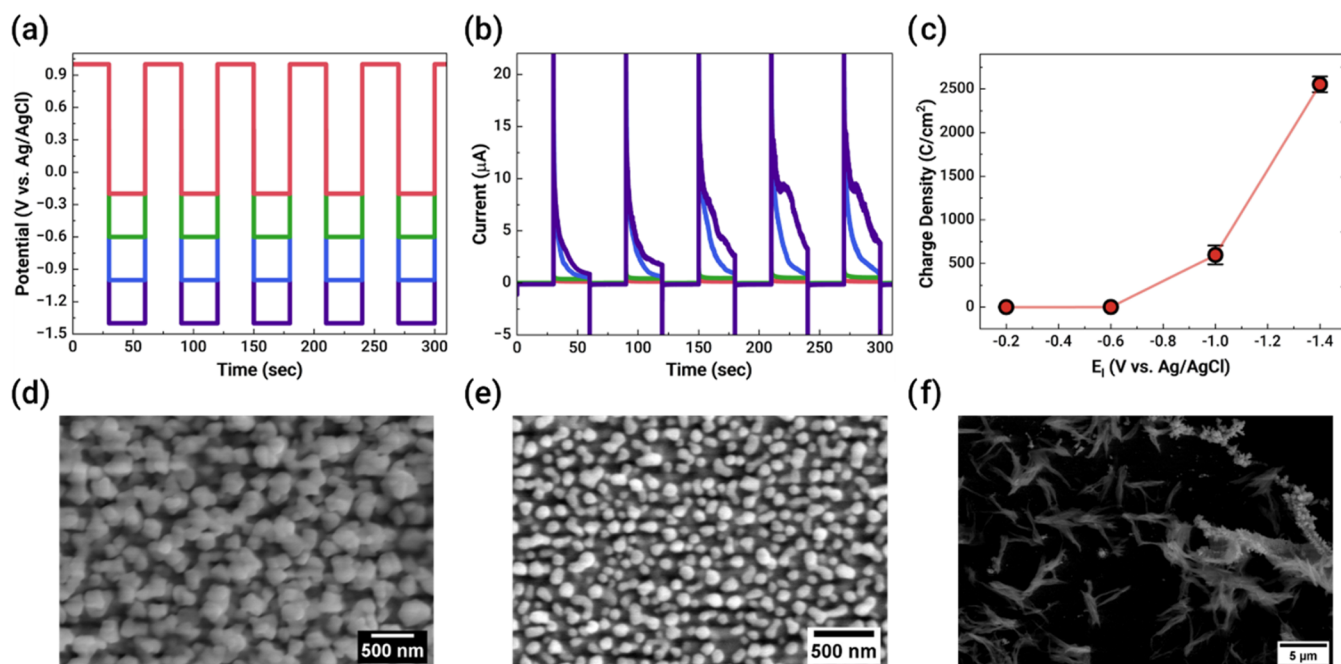 (a)
0.9
0.6
0.3
0.0
−0.3
−0.6
−0.9
−1.2
−1.5
Potential (V vs. Ag/AgCl)
0 50 100 150 200 250 300
Time (sec)
(b)
20
15
10
5
0
−5
Current (μA)
0 50 100 150 200 250 300
Time (sec)
(c)
2500
2000
1500
1000
500
0
Charge Density (C/cm²)
-0.2 -0.4 -0.6 -0.8 -1.0 -1.2 -1.4
E_l (V vs. Ag/AgCl)
(d)
500 nm
(e)
500 nm
(f)
5 μm